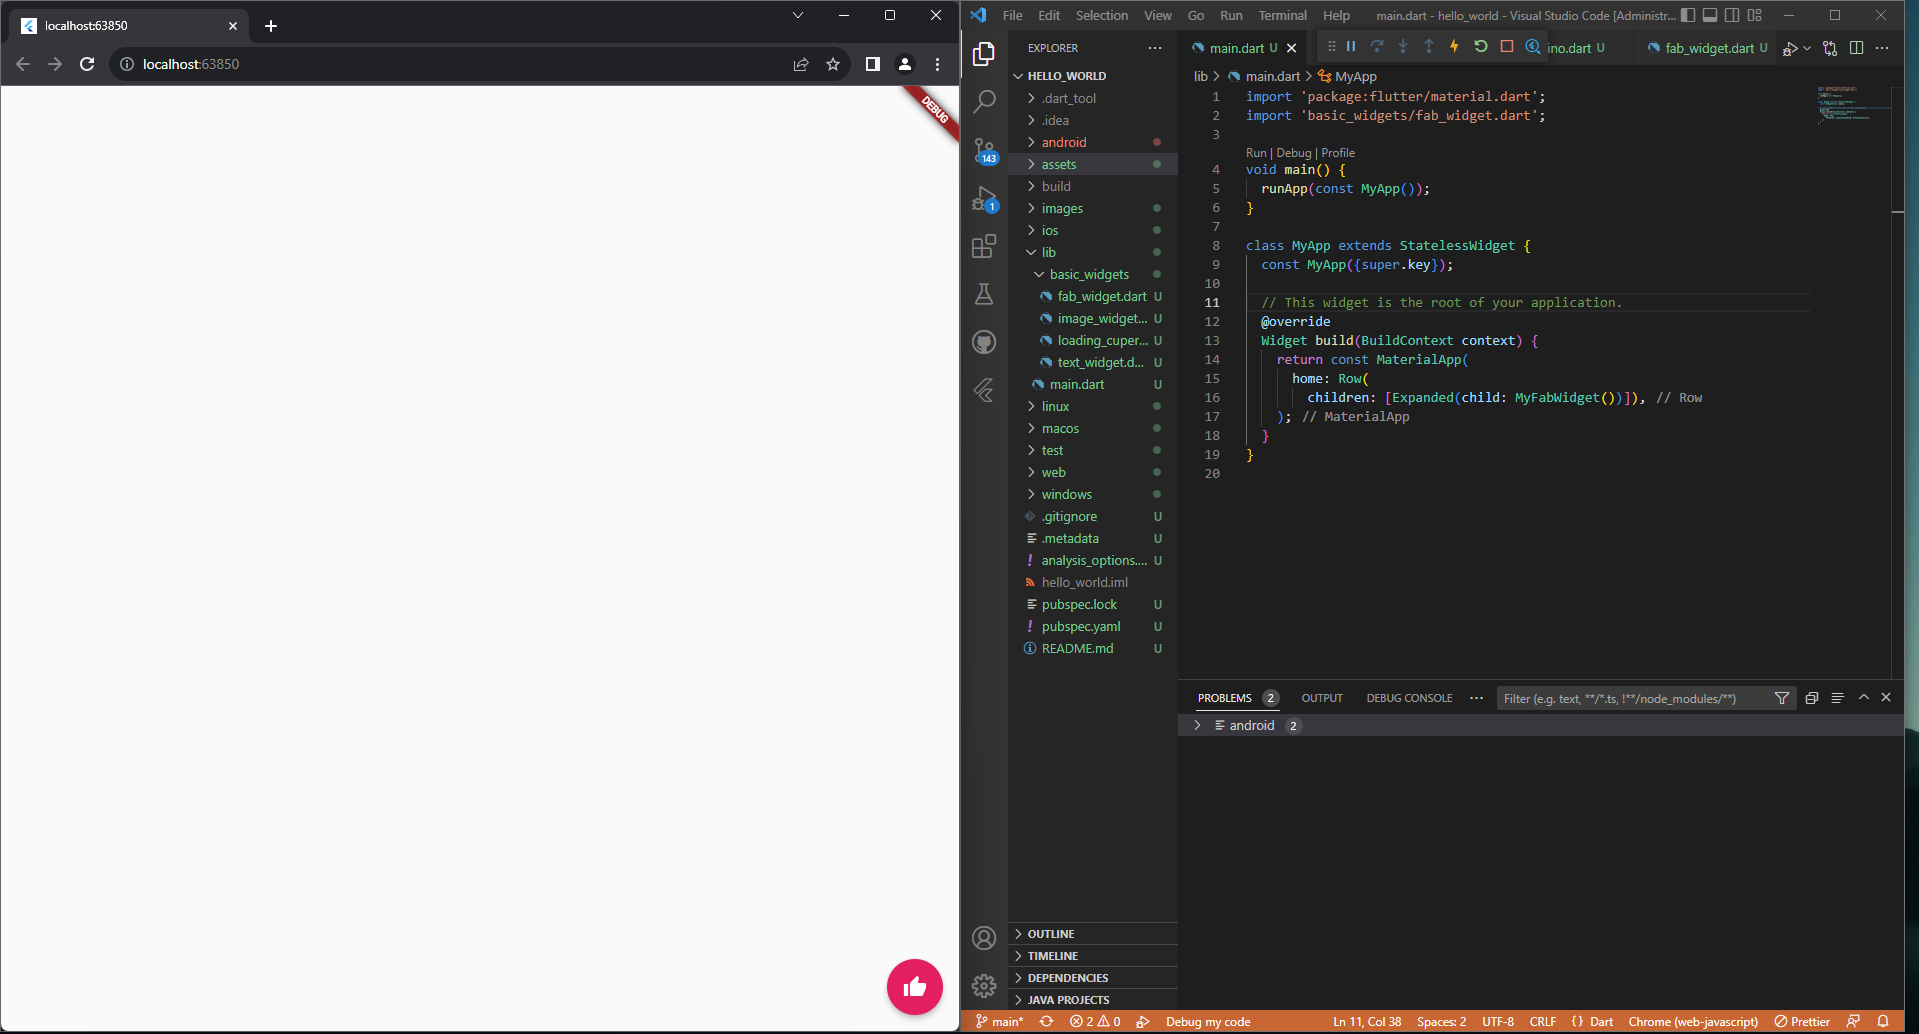 localhost:63850
localhost:63850
DEBUG
File Edit Selection View Go Run Terminal Help main.dart - hello_world - Visual Studio Code [Administr...
EXPLORER
HELLO_WORLD
.dart_tool
.idea
android
assets
build
images
ios
lib
basic_widgets
fab_widget.dart U
image_widget... U
loading_cuper... U
text_widget.d... U
main.dart U
linux
macos
test
web
windows
.gitignore U
.metadata U
analysis_options.... U
hello_world.iml
pubspec.lock U
pubspec.yaml U
README.md U
143
1
OUTLINE
TIMELINE
DEPENDENCIES
JAVA PROJECTS
main.dart U ino.dart U fab_widget.dart U
lib > main.dart > MyApp
1 import 'package:flutter/material.dart';
2 import 'basic_widgets/fab_widget.dart';
3
Run | Debug | Profile
4 void main() {
5 runApp(const MyApp());
6 }
7
8 class MyApp extends StatelessWidget {
9 const MyApp({super.key});
10
11 // This widget is the root of your application.
12 @override
13 Widget build(BuildContext context) {
14 return const MaterialApp(
15 home: Row(
16 children: [Expanded(child: MyFabWidget())]), // Row
17 ); // MaterialApp
18 }
19 }
20
PROBLEMS 2 OUTPUT DEBUG CONSOLE Filter (e.g. text, **/*.ts, !**/node_modules/**)
android 2
main* 2 0 Debug my code Ln 11, Col 38 Spaces: 2 UTF-8 CRLF { } Dart Chrome (web-javascript) Prettier